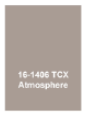 16-1406 TCX
Atmosphere